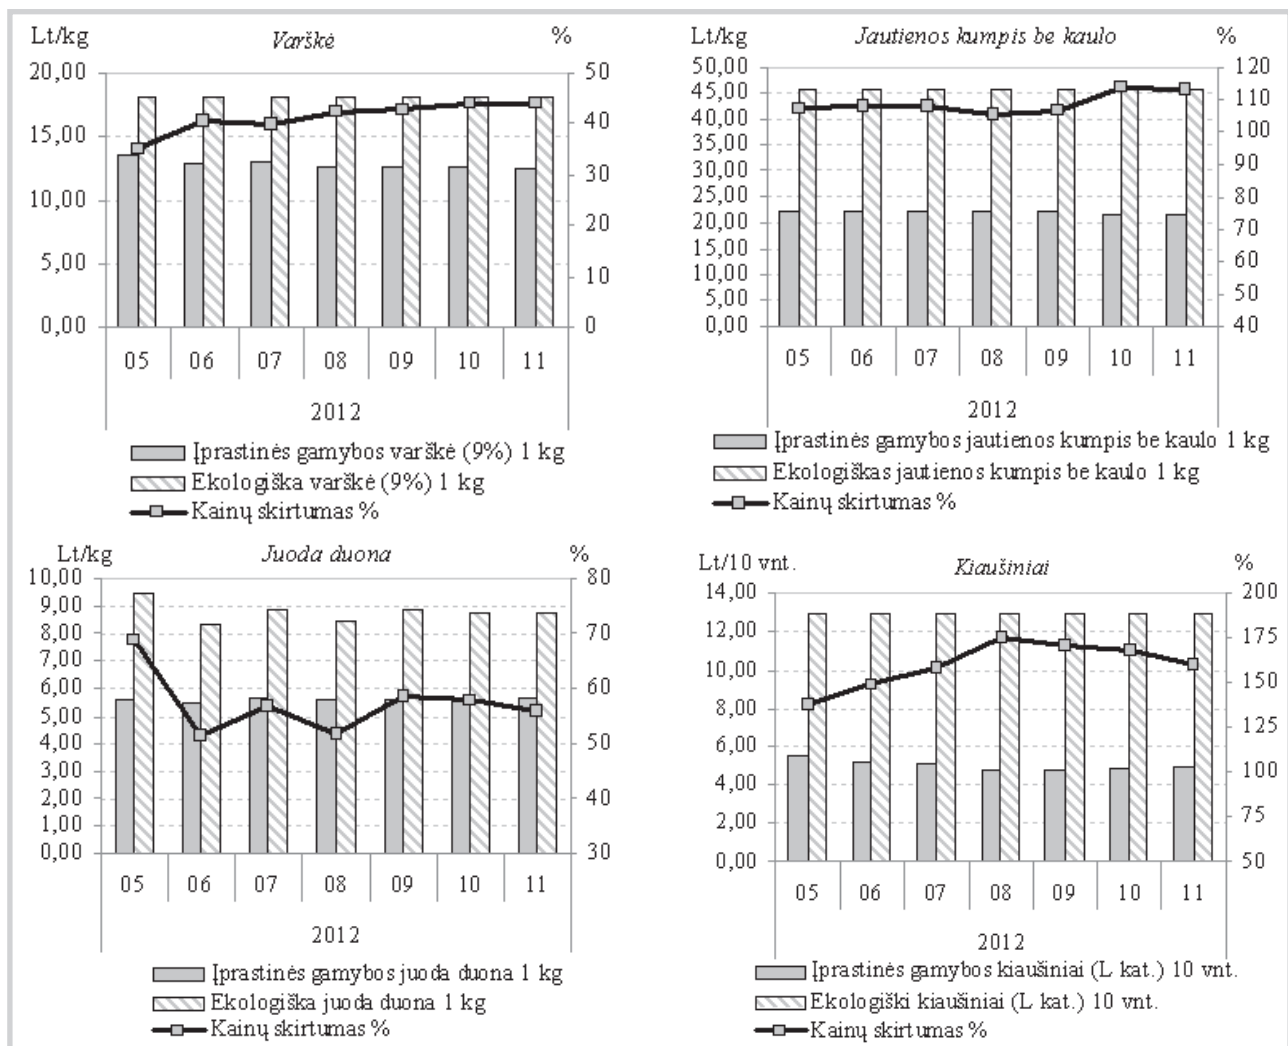 Lt/kg Varškė %
20,00 50
15,00 40
10,00 30
5,00 20
0,00 10
0
05 06 07 08 09 10 11
2012
Įprastinės gamybos varškė (9%) 1 kg
Ekologiška varškė (9%) 1 kg
Kainų skirtumas %
Lt/kg Jautienos kumpis be kaulo %
50,00 120
45,00 110
40,00 100
35,00 90
30,00 80
25,00 70
20,00 60
15,00 50
10,00 40
5,00
0,00
05 06 07 08 09 10 11
2012
Įprastinės gamybos jautienos kumpis be kaulo 1 kg
Ekologiškas jautienos kumpis be kaulo 1 kg
Kainų skirtumas %
Lt/kg Juoda duona %
10,00 80
9,00 70
8,00 60
7,00 50
6,00 40
5,00 30
4,00
3,00
2,00
1,00
0,00
05 06 07 08 09 10 11
2012
Įprastinės gamybos juoda duona 1 kg
Ekologiška juoda duona 1 kg
Kainų skirtumas %
Lt/10 vnt. Kiaušiniai %
14,00 200
12,00 175
10,00 150
8,00 125
6,00 100
4,00 75
2,00 50
0,00
05 06 07 08 09 10 11
2012
Įprastinės gamybos kiaušiniai (L kat.) 10 vnt.
Ekologiški kiaušiniai (L kat.) 10 vnt.
Kainų skirtumas %